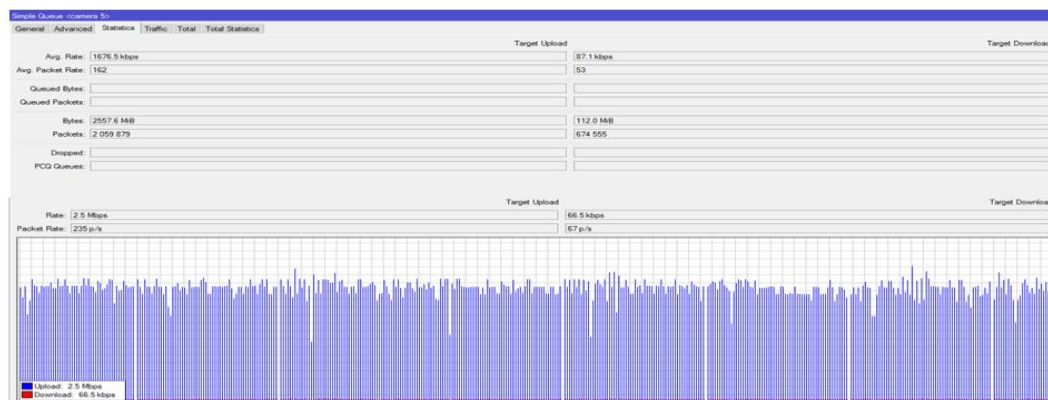 Simple Queue <camera 5>
General Advanced Statistics Traffic Total Total Statistics
Target Upload Target Download
Avg. Rate: 1676.5 kbps 87.1 kbps
Avg. Packet Rate: 162 53
Queued Bytes:
Queued Packets:
Bytes: 2557.6 MiB 112.0 MiB
Packets: 2 059 879 674 555
Dropped:
PCQ Queues:
Target Upload Target Downloa
Rate: 2.5 Mbps 66.5 kbps
Packet Rate: 235 p/s 67 p/s
Upload: 2.5 Mbps
Download: 66.5 kbps